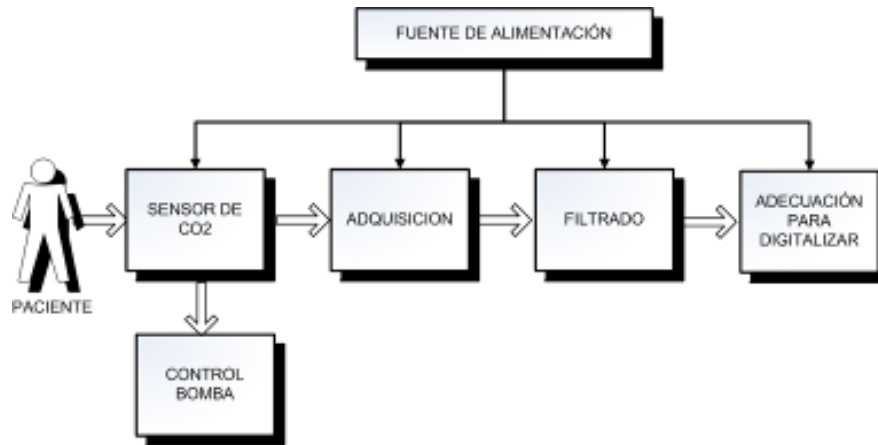 FUENTE DE ALIMENTACIÓN
SENSOR DE
CO2
ADQUISICION
FILTRADO
ADECUACIÓN
PARA
DIGITALIZAR
PACIENTE
CONTROL
BOMBA